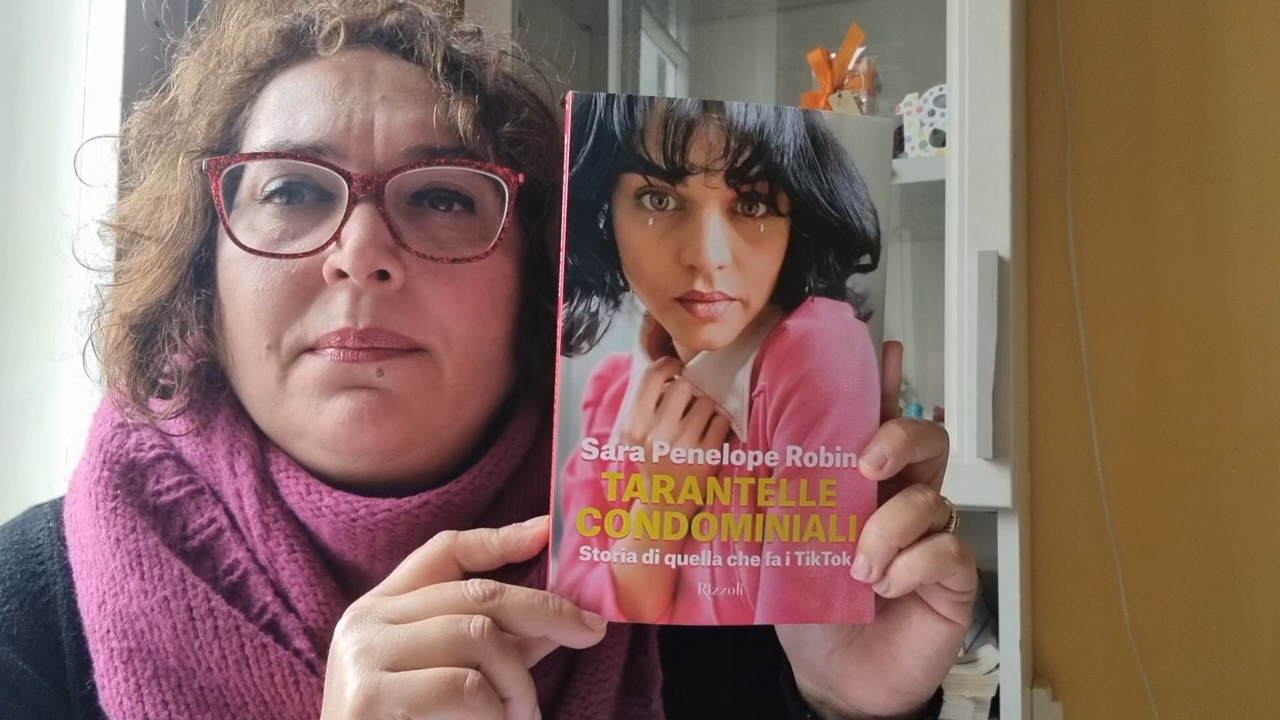 Sara Penelope Robin
TARANTELLE
CONDOMINIALI
Storia di quella che fa i TikTok
Rizzoli